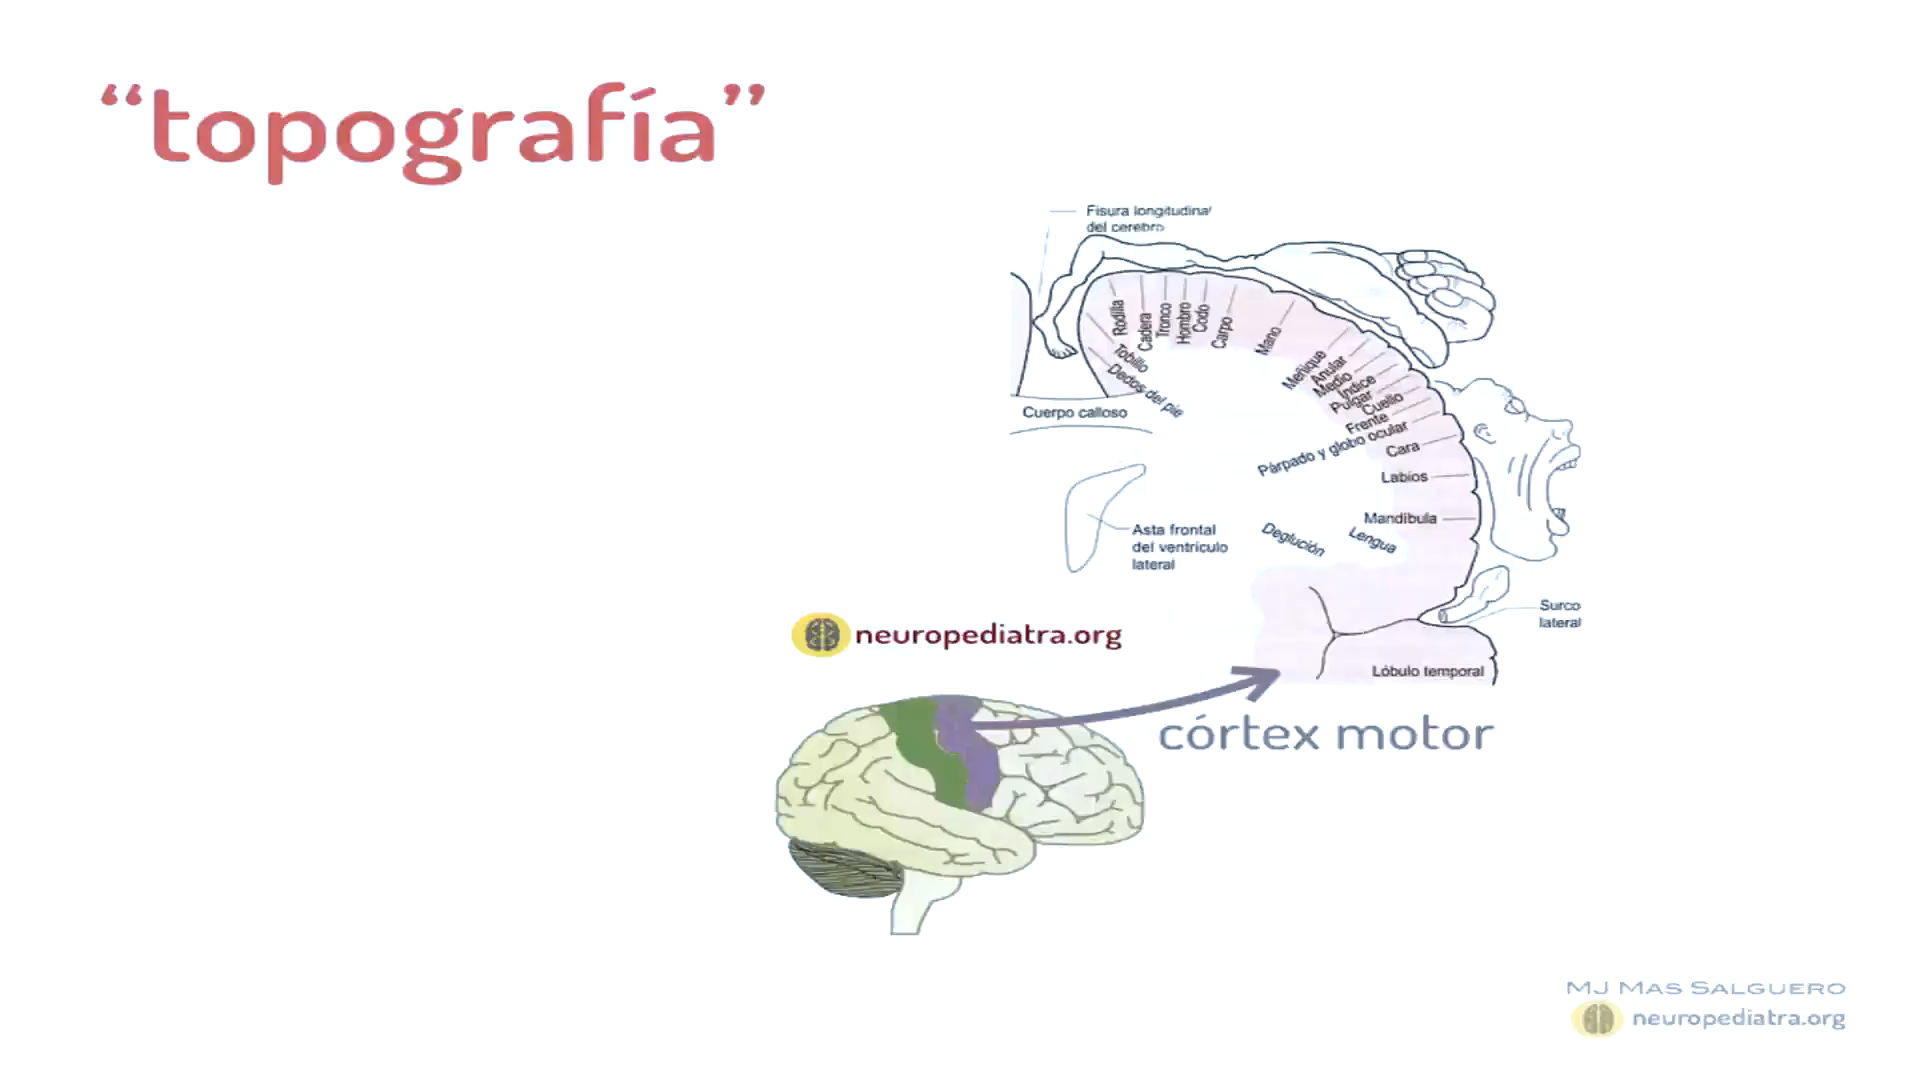 “topografía”
Fisura longitudinal
del cerebro
Rodilla
Cadera
Tronco
Hombro
Codo
Carpo
Mano
Meñique
Anular
Medio
Índice
Pulgar
Cuello
Frente
Párpado y globo ocular
Cara
Labios
Mandíbula
Lengua
Deglución
Tobillo
Dedos del pie
Cuerpo calloso
Asta frontal
del ventrículo
lateral
Surco
lateral
Lóbulo temporal
neuropediatra.org
córtex motor
MJ MAS SALGUERO
neuropediatra.org